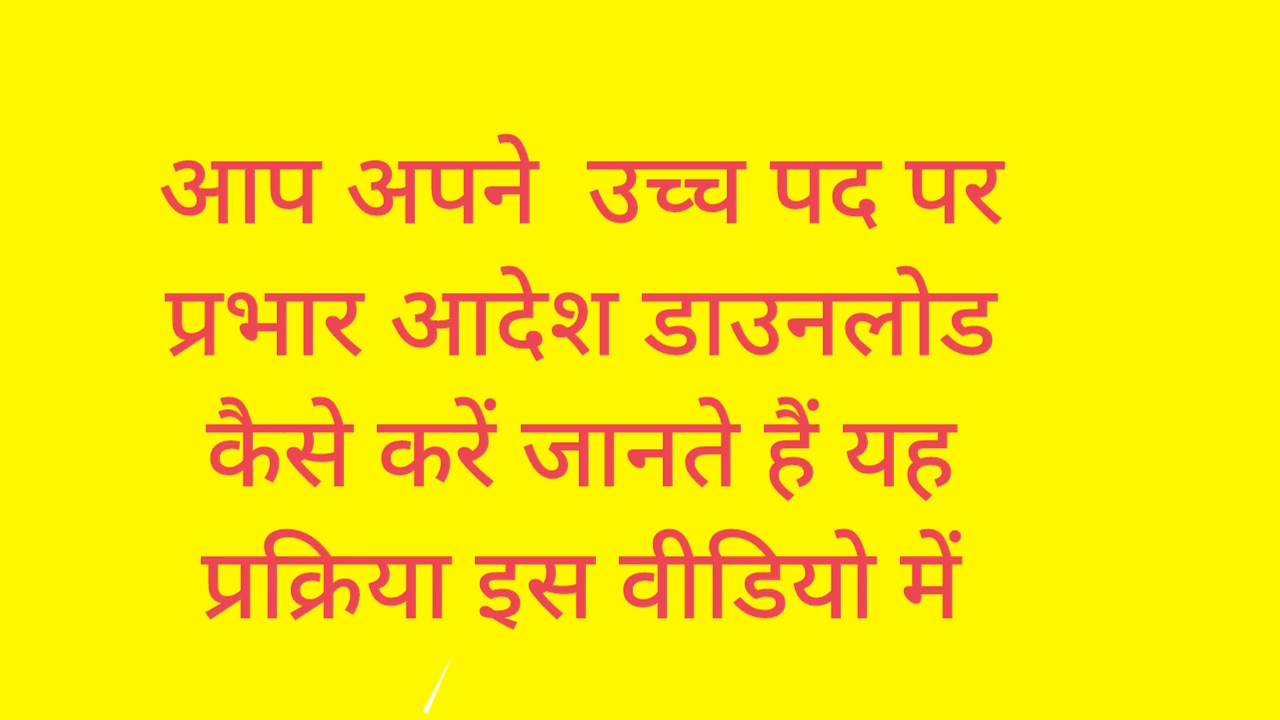 आप अपने उच्च पद पर
प्रभार आदेश डाउनलोड
कैसे करें जानते हैं यह
प्रक्रिया इस वीडियो में